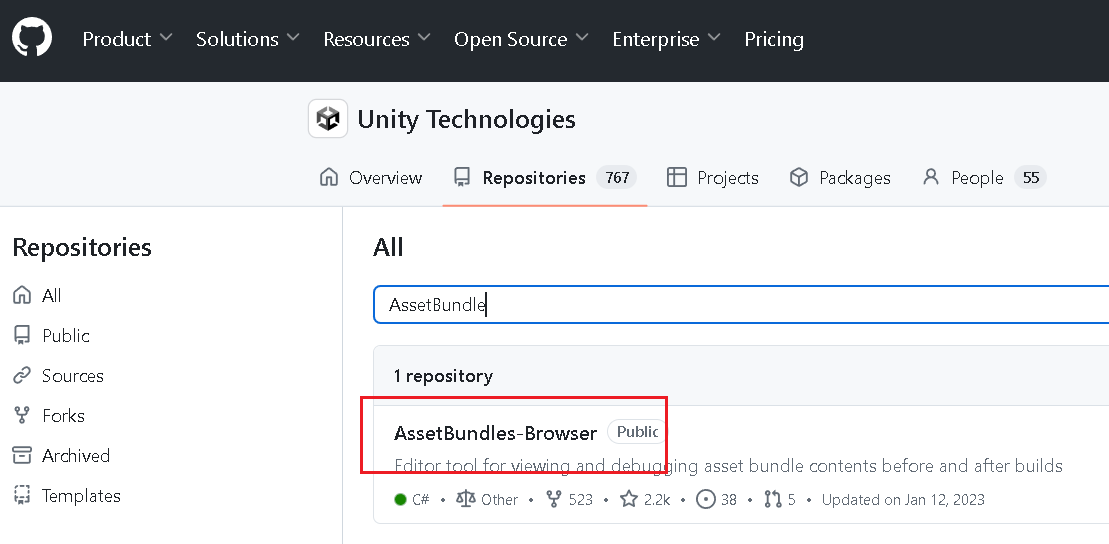 Product Solutions Resources Open Source Enterprise Pricing
Unity Technologies
Overview Repositories 767 Projects Packages People 55
Repositories
All
Public
Sources
Forks
Archived
Templates
All
AssetBundle
1 repository
AssetBundles-Browser Public
Editor tool for viewing and debugging asset bundle contents before and after builds
C# • Other • 523 • 2.2k • 38 • 5 • Updated on Jan 12, 2023